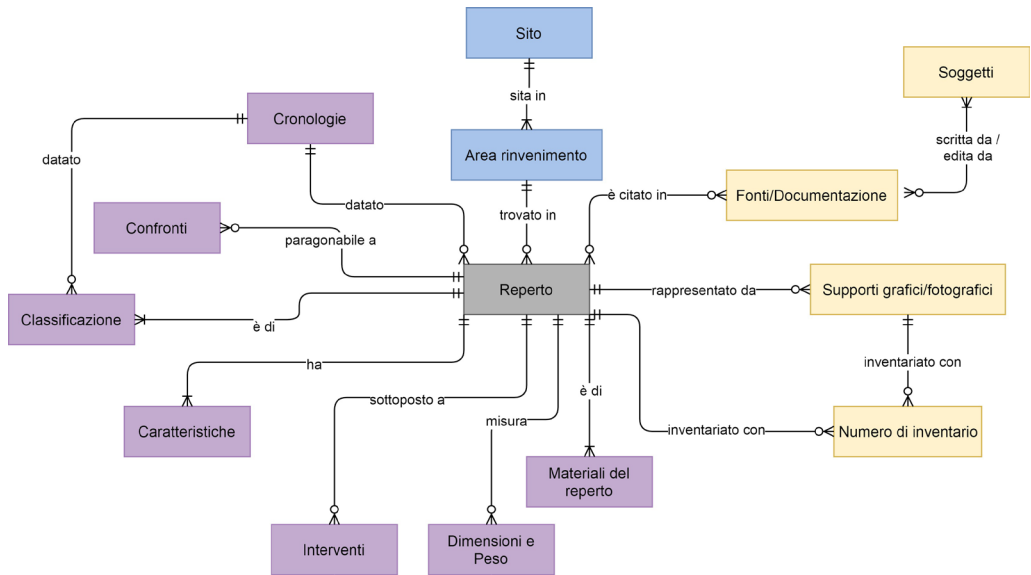 Sito
Soggetti
sita in
Cronologie
scritta da /
edita da
datato
Area rinvenimento
è citato in
Fonti/Documentazione
datato
trovato in
Confronti
paragonabile a
Reperto
rappresentato da
Supporti grafici/fotografici
Classificazione
è di
ha
inventariato con
è di
sottoposto a
misura
inventariato con
Numero di inventario
Caratteristiche
Materiali del
reperto
Interventi
Dimensioni e
Peso